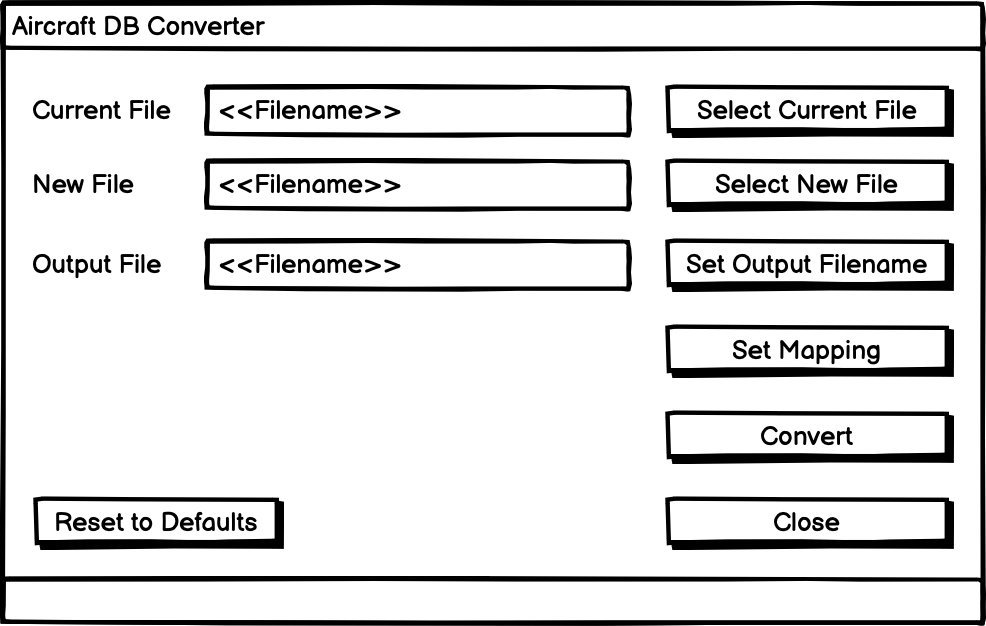 Aircraft DB Converter
Current File <<Filename>> Select Current File
New File <<Filename>> Select New File
Output File <<Filename>> Set Output Filename
Set Mapping
Convert
Reset to Defaults Close